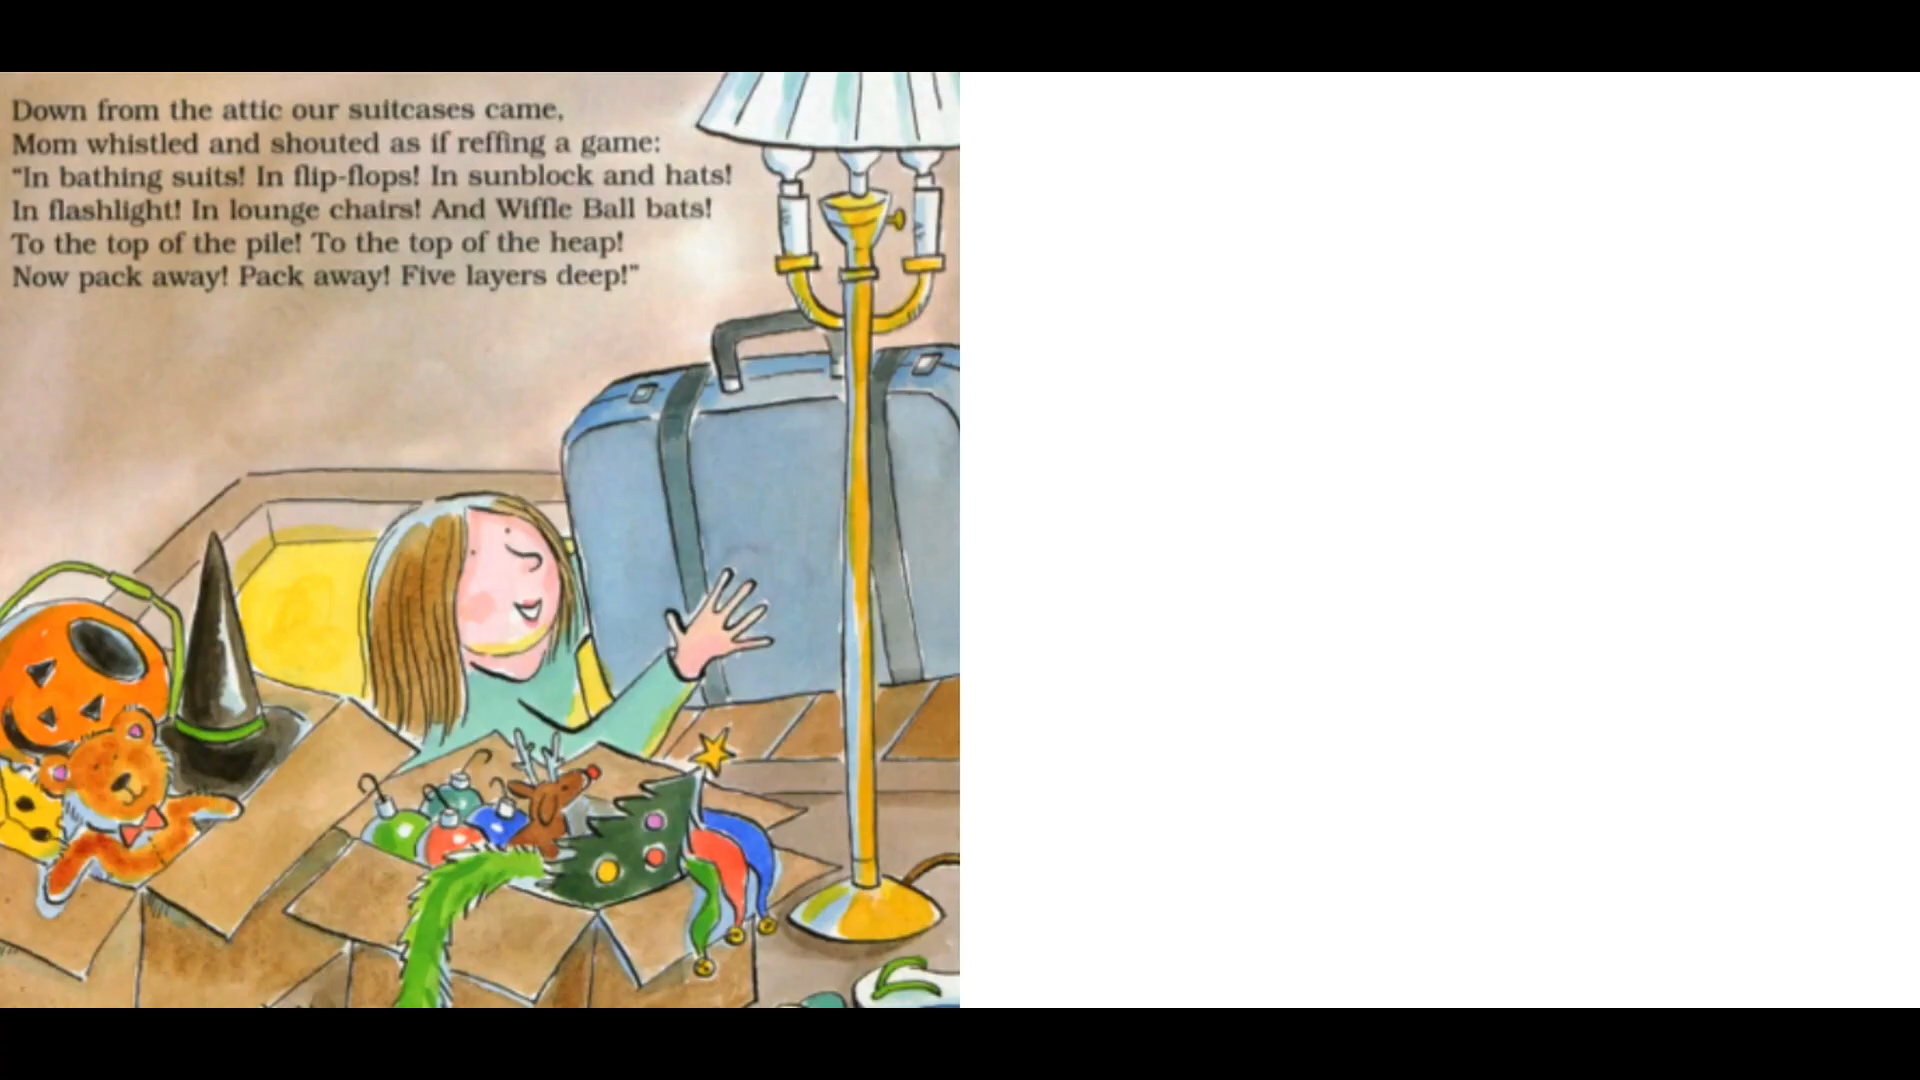 Down from the attic our suitcases came,
Mom whistled and shouted as if reffing a game:
"In bathing suits! In flip-flops! In sunblock and hats!
In flashlight! In lounge chairs! And Wiffle Ball bats!
To the top of the pile! To the top of the heap!
Now pack away! Pack away! Five layers deep!"